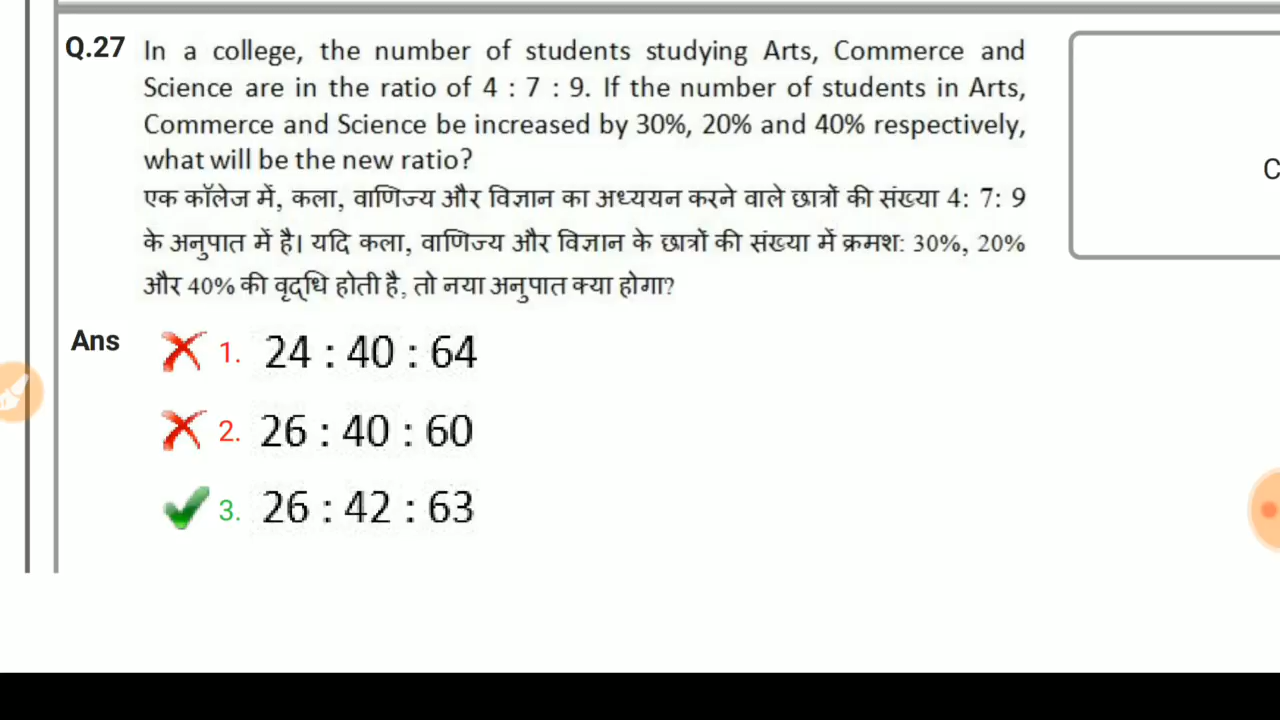 Q.27 In a college, the number of students studying Arts, Commerce and
Science are in the ratio of 4 : 7 : 9. If the number of students in Arts,
Commerce and Science be increased by 30%, 20% and 40% respectively,
what will be the new ratio?
एक कॉलेज में, कला, वाणिज्य और विज्ञान का अध्ययन करने वाले छात्रों की संख्या 4: 7: 9
के अनुपात में है। यदि कला, वाणिज्य और विज्ञान के छात्रों की संख्या में क्रमश: 30%, 20%
और 40% की वृद्धि होती है, तो नया अनुपात क्या होगा?
Ans 1. 24 : 40 : 64
2. 26 : 40 : 60
3. 26 : 42 : 63
C